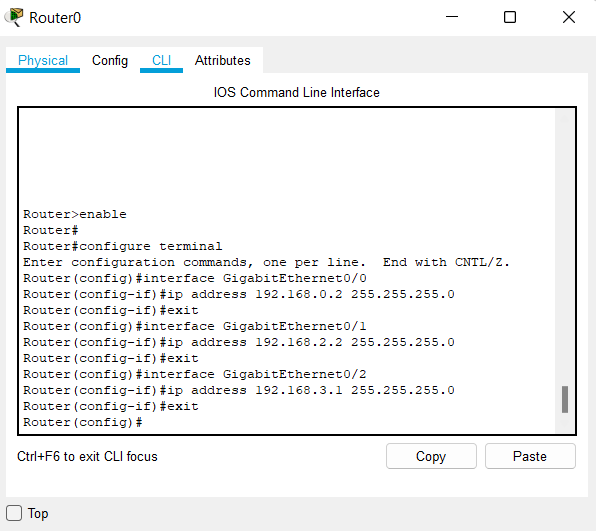 Router0
Physical Config CLI Attributes
IOS Command Line Interface
Router>enable
Router#
Router#configure terminal
Enter configuration commands, one per line.  End with CNTL/Z.
Router(config)#interface GigabitEthernet0/0
Router(config-if)#ip address 192.168.0.2 255.255.255.0
Router(config-if)#exit
Router(config)#interface GigabitEthernet0/1
Router(config-if)#ip address 192.168.2.2 255.255.255.0
Router(config-if)#exit
Router(config)#interface GigabitEthernet0/2
Router(config-if)#ip address 192.168.3.1 255.255.255.0
Router(config-if)#exit
Router(config)#
Ctrl+F6 to exit CLI focus Copy Paste
Top